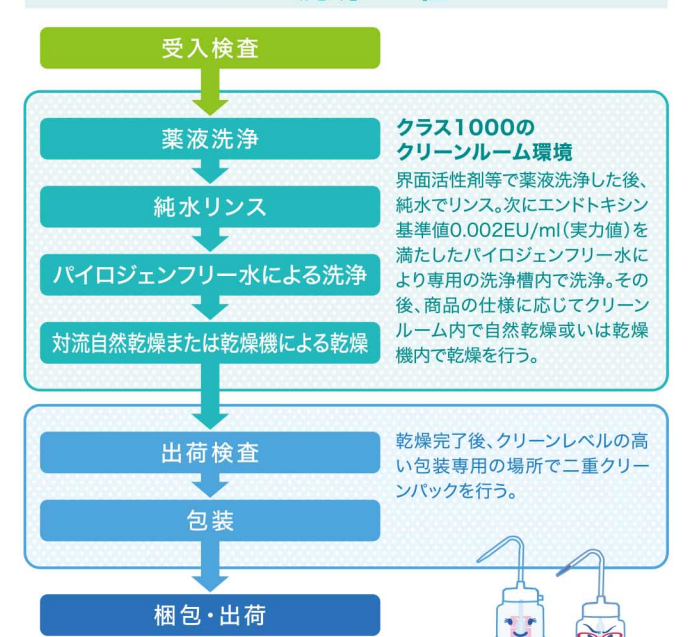 受入検査
薬液洗浄
純水リンス
パイロジェンフリー水による洗浄
対流自然乾燥または乾燥機による乾燥
クラス1000の
クリーンルーム環境
界面活性剤等で薬液洗浄した後、
純水でリンス。次にエンドトキシン
基準値0.002EU/ml(実力値)を
満たしたパイロジェンフリー水に
より専用の洗浄槽内で洗浄。その
後、商品の仕様に応じてクリーン
ルーム内で自然乾燥或いは乾燥
機内で乾燥を行う。
出荷検査
包装
乾燥完了後、クリーンレベルの高
い包装専用の場所で二重クリー
ンパックを行う。
梱包・出荷